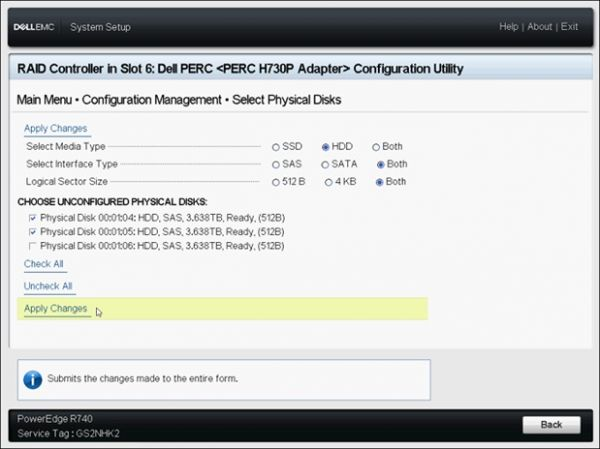 DELLEMC System Setup Help | About | Exit
RAID Controller in Slot 6: Dell PERC <PERC H730P Adapter> Configuration Utility
Main Menu • Configuration Management • Select Physical Disks
Apply Changes
Select Media Type SSD HDD Both
Select Interface Type SAS SATA Both
Logical Sector Size 512 B 4 KB Both
CHOOSE UNCONFIGURED PHYSICAL DISKS:
Physical Disk 00:01:04: HDD, SAS, 3.638TB, Ready, (512B)
Physical Disk 00:01:05: HDD, SAS, 3.638TB, Ready, (512B)
Physical Disk 00:01:06: HDD, SAS, 3.638TB, Ready, (512B)
Check All
Uncheck All
Apply Changes
Submits the changes made to the entire form.
PowerEdge R740
Service Tag : GS2NHK2
Back